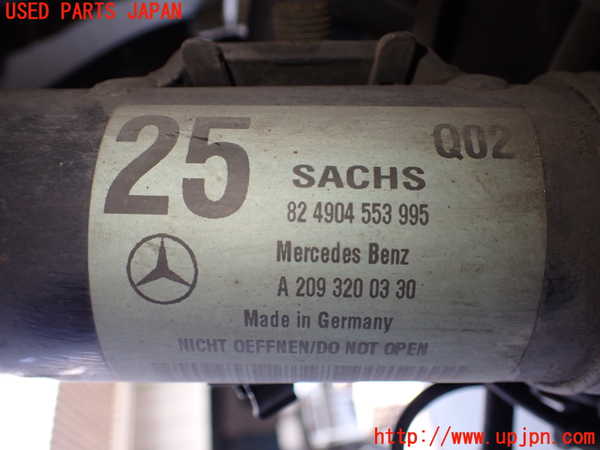 USED PARTS JAPAN
25
Q02
SACHS
82 4904 553 995
Mercedes Benz
A 209 320 03 30
Made in Germany
NICHT OEFFNEN/DO NOT OPEN
http://www.upjpn.com/